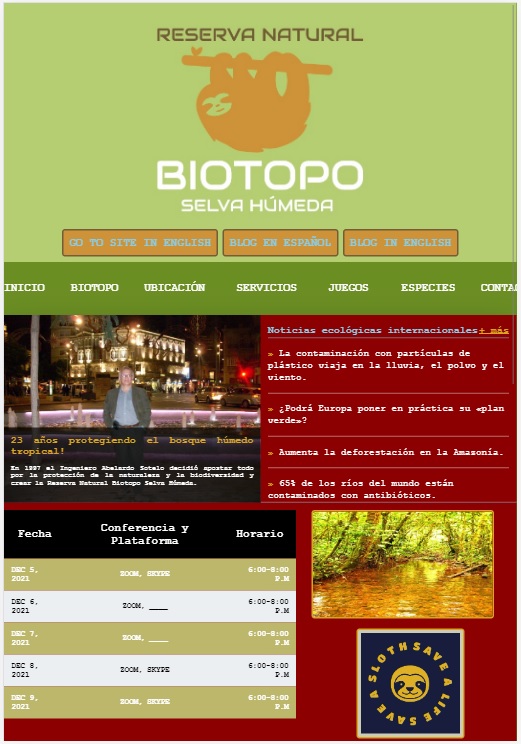 RESERVA NATURAL
BIOTOPO
SELVA HÚMEDA
GO TO SITE IN ENGLISH
BLOG EN ESPAÑOL
BLOG IN ENGLISH
INICIO BIOTOPO UBICACIÓN SERVICIOS JUEGOS ESPECIES CONTA
23 años protegiendo el bosque húmedo
tropical!
En 1997 el Ingeniero Abelardo Sotelo decidió apostar todo
por la protección de la naturaleza y la biodiversidad y
crear la Reserva Natural Biotopo Selva Húmeda.
Noticias ecológicas internacionales + más
» La contaminación con partículas de
plástico viaja en la lluvia, el polvo y el
viento.
» ¿Podrá Europa poner en práctica su «plan
verde»?
» Aumenta la deforestación en la Amazonía.
» 65% de los ríos del mundo están
contaminados con antibióticos.
Fecha Conferencia y Horario
Plataforma
DEC 5, ZOOM, SKYPE 6:00-8:00
2021 P.M
DEC 6, ZOOM, ____ 6:00-8:00
2021 P.M
DEC 7, ZOOM, ____ 6:00-8:00
2021 P.M
DEC 8, ZOOM, SKYPE 6:00-8:00
2021 P.M
DEC 9, ZOOM, SKYPE 6:00-8:00
2021 P.M
SAVE A SLOTH SAVE A LIFE